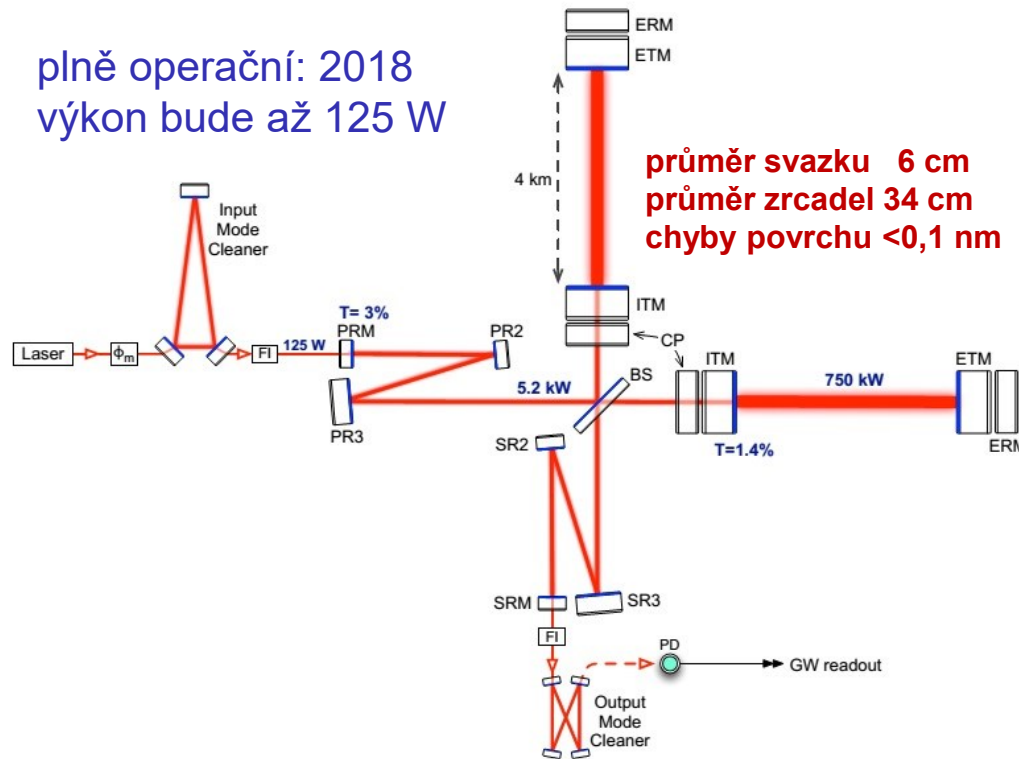 plně operační: 2018
výkon bude až 125 W
ERM
ETM
4 km
průměr svazku 6 cm
průměr zrcadel 34 cm
chyby povrchu <0,1 nm
Input
Mode
Cleaner
ITM
T= 3%
PRM
PR2
CP
ITM
ETM
Laser
ϕm
FI
125 W
BS
5.2 kW
750 kW
PR3
SR2
T=1.4%
ERM
SRM
SR3
FI
PD
GW readout
Output
Mode
Cleaner